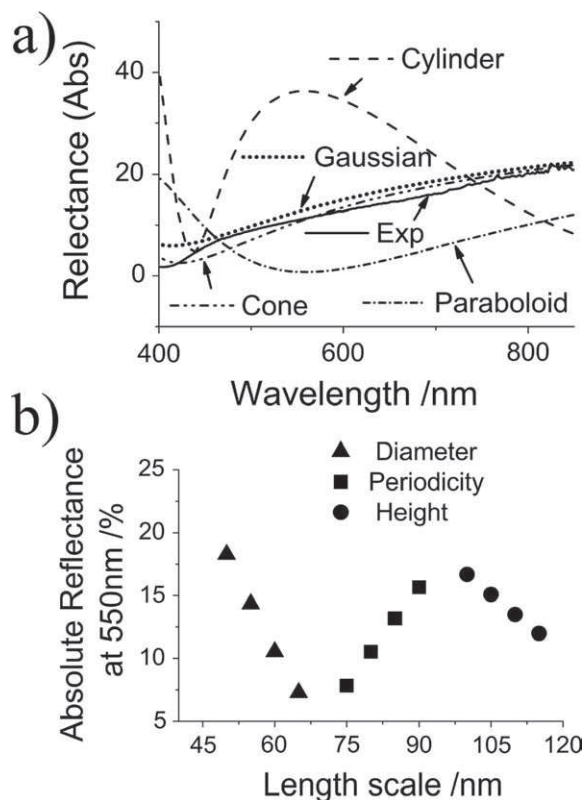 a)
Relectance (Abs)
40
20
0
Cylinder
Gaussian
Exp
Cone
Paraboloid
400
600
800
Wavelength /nm
b)
Absolute Reflectance
at 550nm /%
25
20
15
10
5
Diameter
Periodicity
Height
45
60
75
90
105
120
Length scale /nm